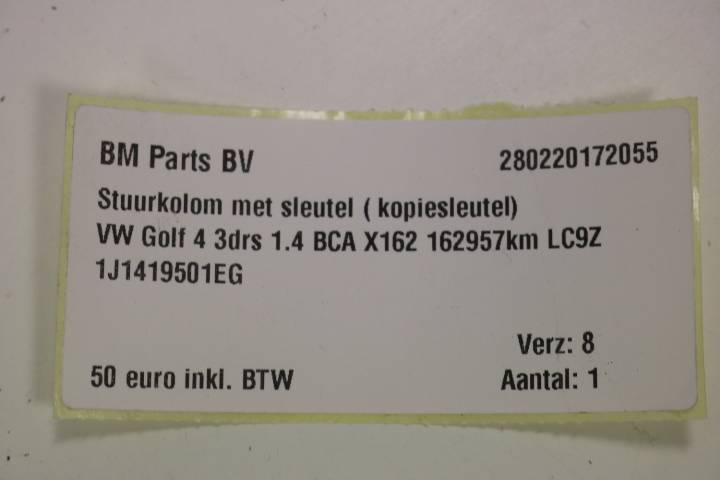 BM Parts BV 280220172055
Stuurkolom met sleutel ( kopiesleutel)
VW Golf 4 3drs 1.4 BCA X162 162957km LC9Z
1J1419501EG
Verz: 8
50 euro inkl. BTW Aantal: 1